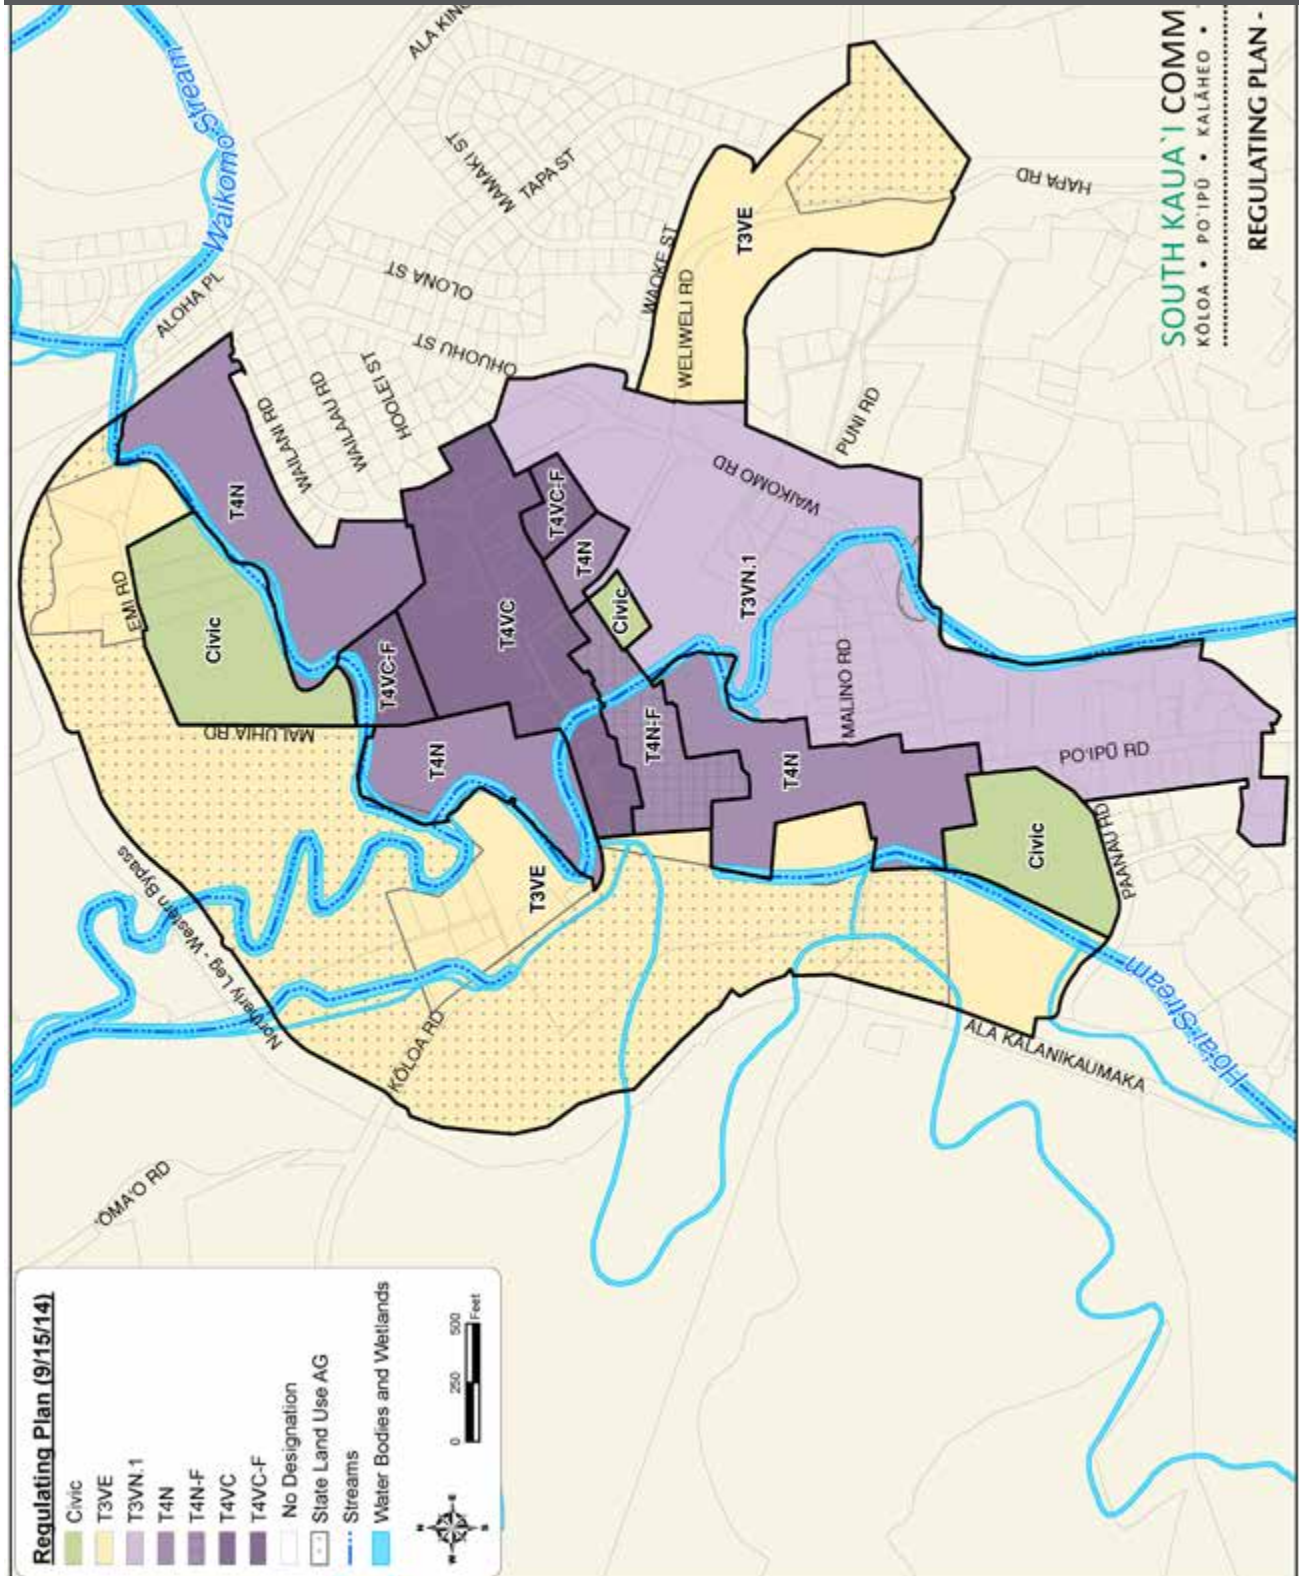 Regulating Plan (9/15/14)
Civic
T3VE
T3VN.1
T4N
T4N-F
T4VC
T4VC-F
No Designation
State Land Use AG
Streams
Water Bodies and Wetlands
N
W
E
S
0
250
500
Feet
ʻŌMAʻO RD
Northerly Leg - Western Bypass
KŌLOA RD
MALUHIA RD
EMI RD
Civic
T4N
ALOHA PL
Waikomo Stream
WAILANI RD
WAILAAU RD
HOOLEI ST
OHUOHU ST
OLONA ST
MAMAKI ST
TAPA ST
ALA KING
WAOKE ST
WELIWELI RD
T3VE
HAPA RD
T4VC-F
T4VC
T4VC-F
T4N
Civic
T4N
T3VE
T4N-F
T3VN.1
WAIKOMO RD
PUNI RD
T4N
MALINO RD
PO`IPŪ RD
Civic
PAANAU RD
ALA KALANIKAUMAKA
Hō'ai Stream
SOUTH KAUA`I COMM
KŌLOA • PO`IPŪ • KALĀHEO •
REGULATING PLAN -